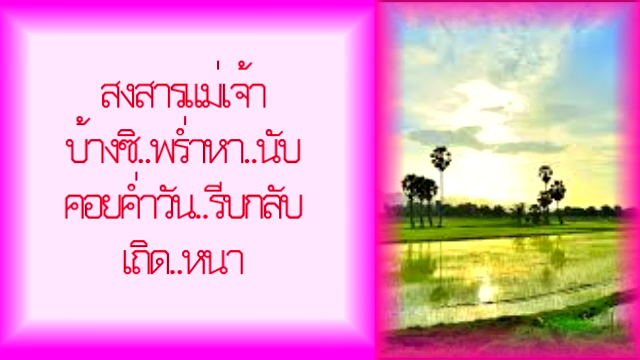 สงสารแม่เจ้า
บ้างซิ..พร่ำหา..นับ
คอยค่ำวัน..รีบกลับ
เถิด..หนา